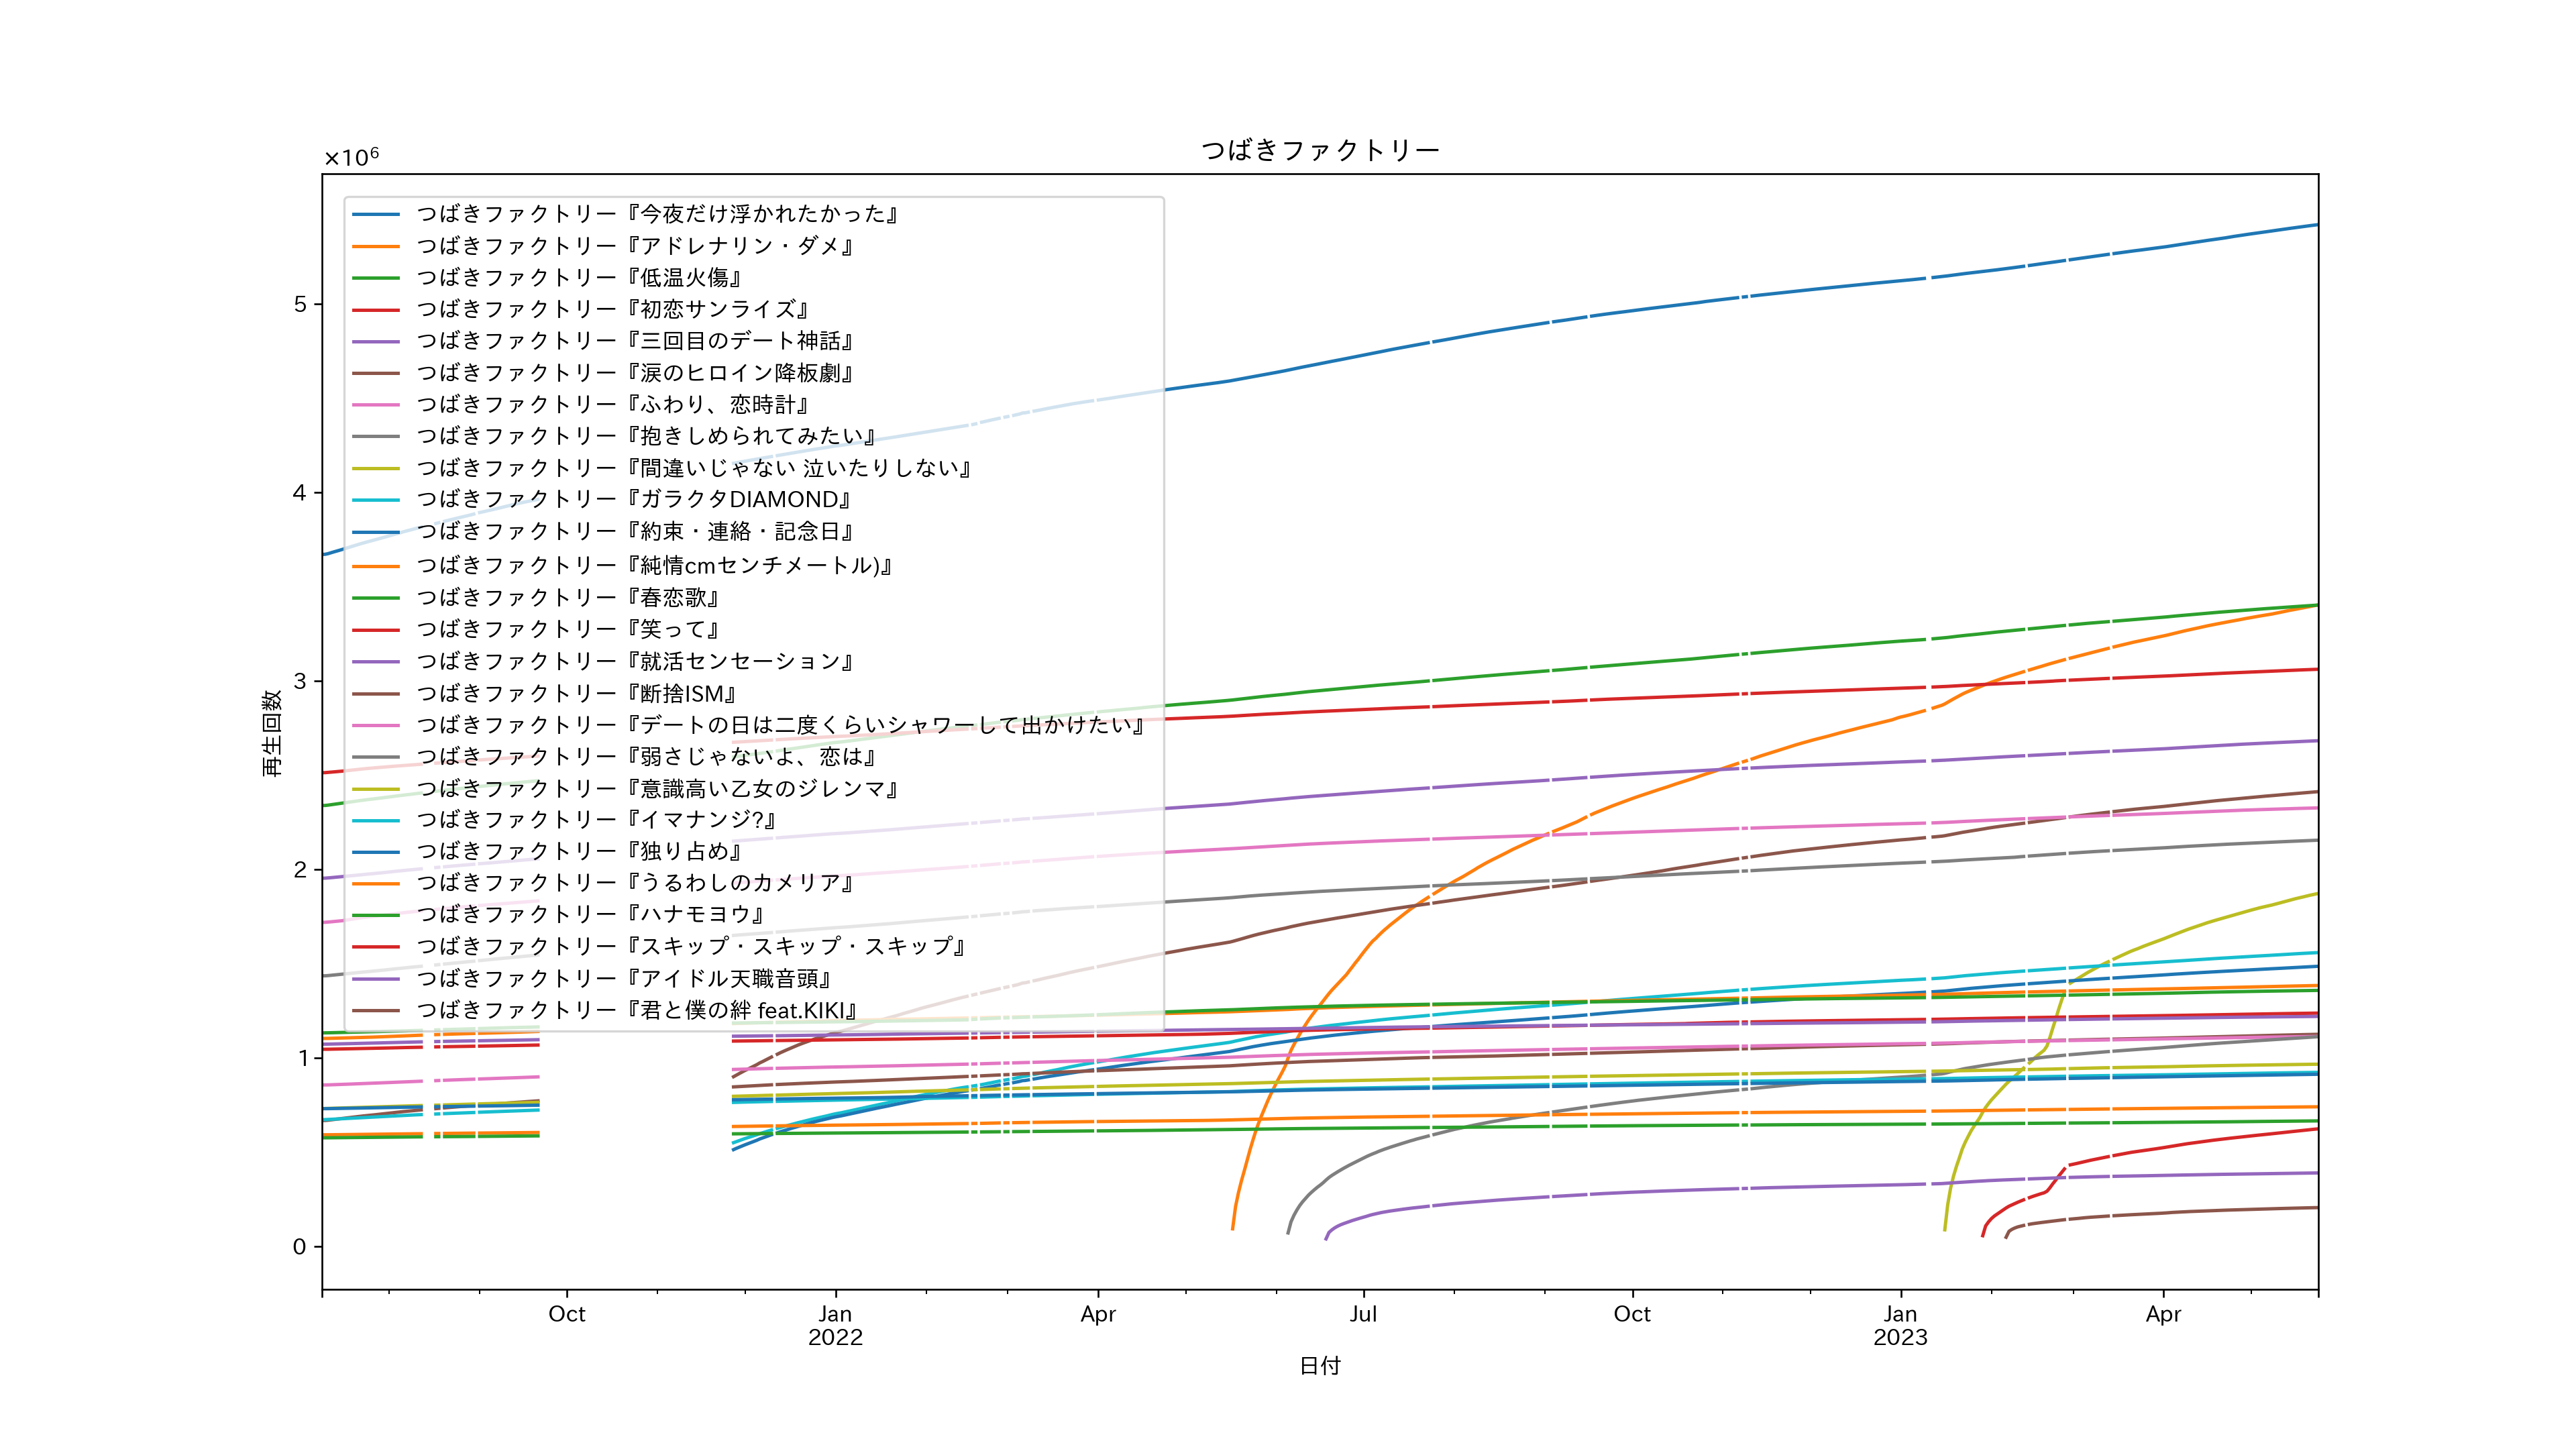 つばきファクトリー
×10⁶
つばきファクトリー『今夜だけ浮かれたかった』
つばきファクトリー『アドレナリン・ダメ』
つばきファクトリー『低温火傷』
つばきファクトリー『初恋サンライズ』
つばきファクトリー『三回目のデート神話』
つばきファクトリー『涙のヒロイン降板劇』
つばきファクトリー『ふわり、恋時計』
つばきファクトリー『抱きしめられてみたい』
つばきファクトリー『間違いじゃない 泣いたりしない』
つばきファクトリー『ガラクタDIAMOND』
つばきファクトリー『約束・連絡・記念日』
つばきファクトリー『純情cmセンチメートル)』
つばきファクトリー『春恋歌』
つばきファクトリー『笑って』
つばきファクトリー『就活センセーション』
つばきファクトリー『断捨ISM』
つばきファクトリー『デートの日は二度くらいシャワーして出かけたい』
つばきファクトリー『弱さじゃないよ、恋は』
つばきファクトリー『意識高い乙女のジレンマ』
つばきファクトリー『イマナンジ?』
つばきファクトリー『独り占め』
つばきファクトリー『うるわしのカメリア』
つばきファクトリー『ハナモヨウ』
つばきファクトリー『スキップ・スキップ・スキップ』
つばきファクトリー『アイドル天職音頭』
つばきファクトリー『君と僕の絆 feat.KIKI』
5
4
3
2
1
0
再生回数
Oct
Jan
2022
Apr
Jul
Oct
Jan
2023
Apr
日付